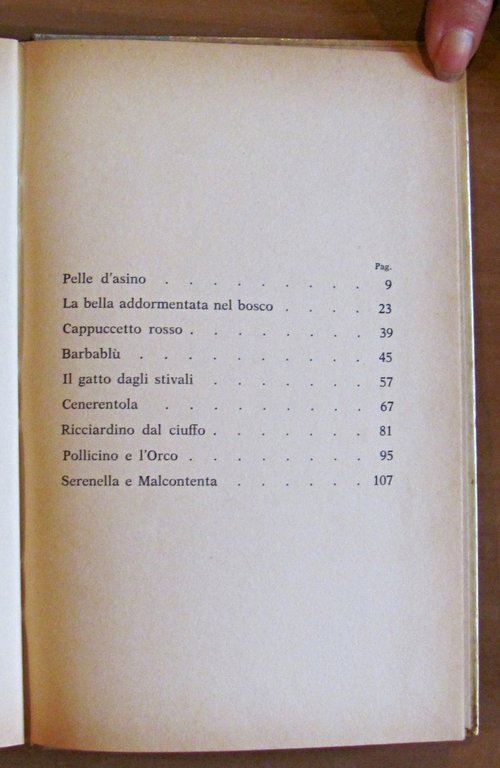 Pag.
Pelle d'asino . . . . . . . . . 9
La bella addormentata nel bosco . . . . 23
Cappuccetto rosso . . . . . . . . 39
Barbablù . . . . . . . . . . 45
Il gatto dagli stivali . . . . . . . 57
Cenerentola . . . . . . . . . 67
Ricciardino dal ciuffo . . . . . . . 81
Pollicino e l'Orco . . . . . . . . 95
Serenella e Malcontenta . . . . . . 107